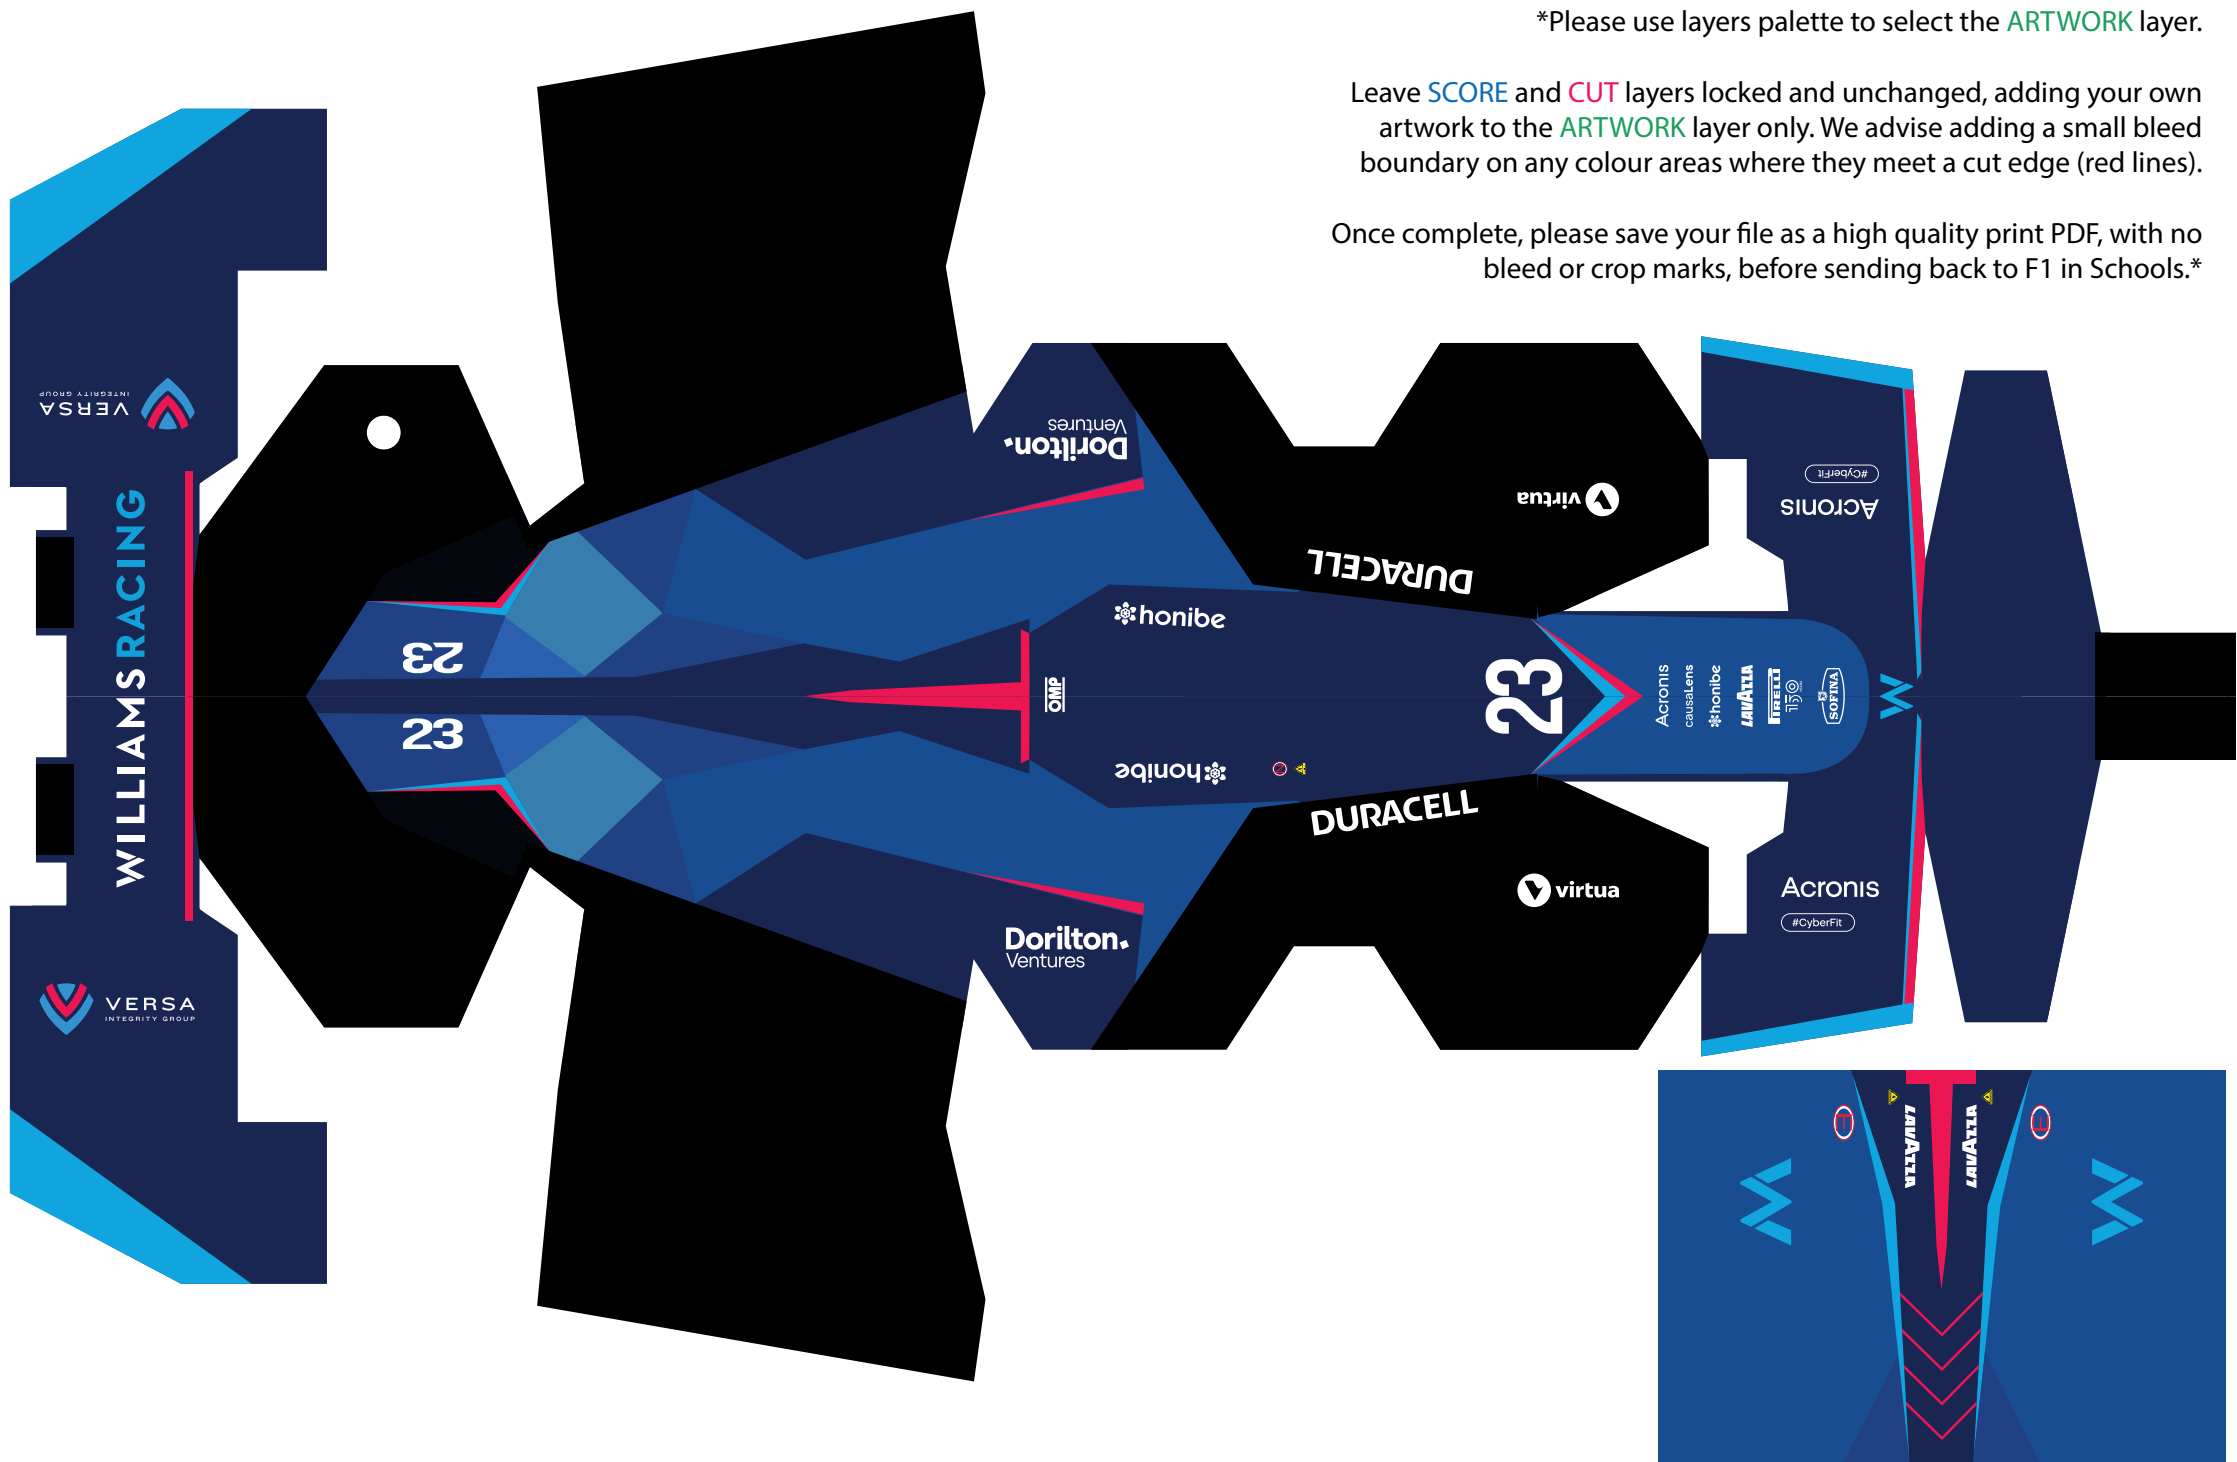 *Please use layers palette to select the ARTWORK layer.
Leave SCORE and CUT layers locked and unchanged, adding your own
artwork to the ARTWORK layer only. We advise adding a small bleed
boundary on any colour areas where they meet a cut edge (red lines).
Once complete, please save your file as a high quality print PDF, with no
bleed or crop marks, before sending back to F1 in Schools.*
VERSA
INTEGRITY GROUP
WILLIAMS RACING
VERSA
INTEGRITY GROUP
23
23
Dorilton.
Ventures
Dorilton.
Ventures
OMP
honibe
honibe
DURACELL
DURACELL
virtua
virtua
23
Acronis
causaLens
honibe
LAVAZZA
PIRELLI
150
SOFINA
Acronis
#CyberFit
Acronis
#CyberFit
LAVAZZA
LAVAZZA